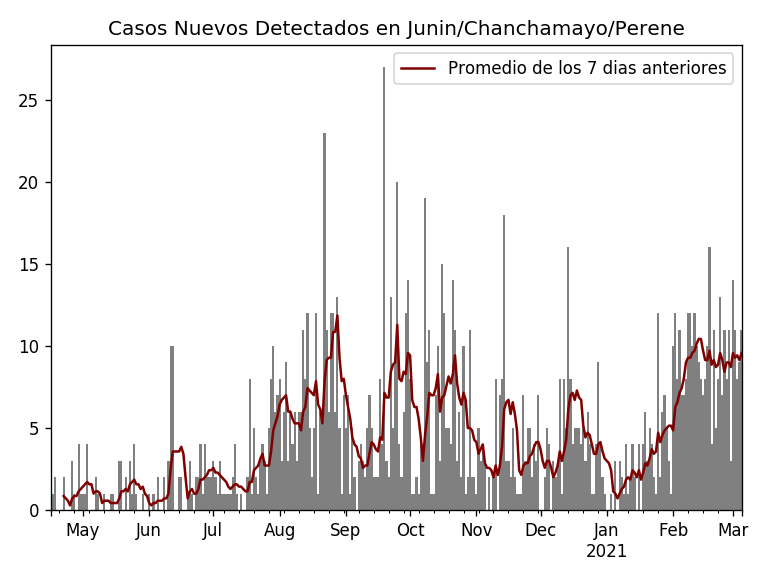 Casos Nuevos Detectados en Junin/Chanchamayo/Perene
Promedio de los 7 dias anteriores
25
20
15
10
5
0
May Jun Jul Aug Sep Oct Nov Dec Jan Feb Mar
2021